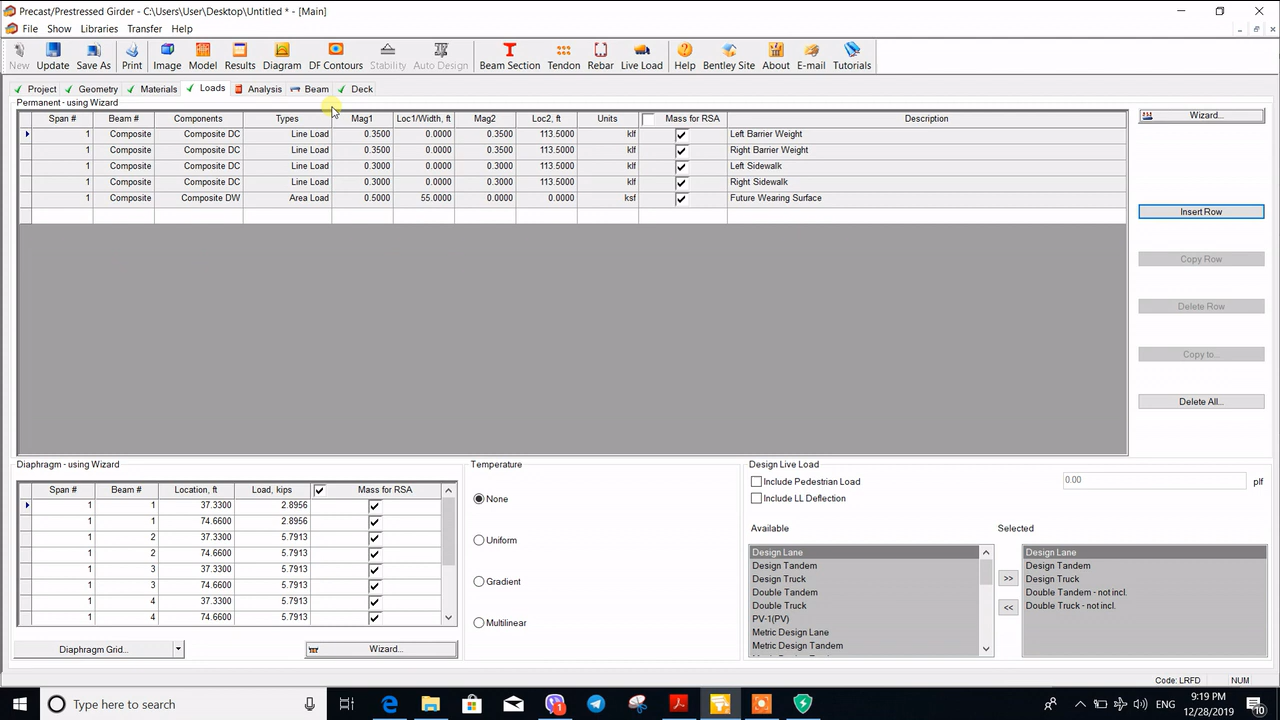 Precast/Prestressed Girder - C:\Users\User\Desktop\Untitled * - [Main]
File Show Libraries Transfer Help
New Update Save As Print Image Model Results Diagram DF Contours Stability Auto Design Beam Section Tendon Rebar Live Load Help Bentley Site About E-mail Tutorials
Project Geometry Materials Loads Analysis Beam Deck
Permanent - using Wizard
Span # Beam # Components Types Mag1 Loc1/Width, ft Mag2 Loc2, ft Units Mass for RSA Description
1 Composite Composite DC Line Load 0.3500 0.0000 0.3500 113.5000 klf Left Barrier Weight
1 Composite Composite DC Line Load 0.3500 0.0000 0.3500 113.5000 klf Right Barrier Weight
1 Composite Composite DC Line Load 0.3000 0.0000 0.3000 113.5000 klf Left Sidewalk
1 Composite Composite DC Line Load 0.3000 0.0000 0.3000 113.5000 klf Right Sidewalk
1 Composite Composite DW Area Load 0.5000 55.0000 0.0000 0.0000 ksf Future Wearing Surface
Wizard...
Insert Row
Copy Row
Delete Row
Copy to...
Delete All...
Diaphragm - using Wizard
Span # Beam # Location, ft Load, kips Mass for RSA
1 1 37.3300 2.8956
1 1 74.6600 2.8956
1 2 37.3300 5.7913
1 2 74.6600 5.7913
1 3 37.3300 5.7913
1 3 74.6600 5.7913
1 4 37.3300 5.7913
1 4 74.6600 5.7913
Diaphragm Grid... Wizard...
Temperature
None
Uniform
Gradient
Multilinear
Design Live Load
Include Pedestrian Load 0.00 plf
Include LL Deflection
Available
Design Lane
Design Tandem
Design Truck
Double Tandem
Double Truck
PV-1(PV)
Metric Design Lane
Metric Design Tandem
>>
<<
Selected
Design Lane
Design Tandem
Design Truck
Double Tandem - not incl.
Double Truck - not incl.
Code: LRFD NUM
Type here to search
ENG
9:19 PM
12/28/2019
10